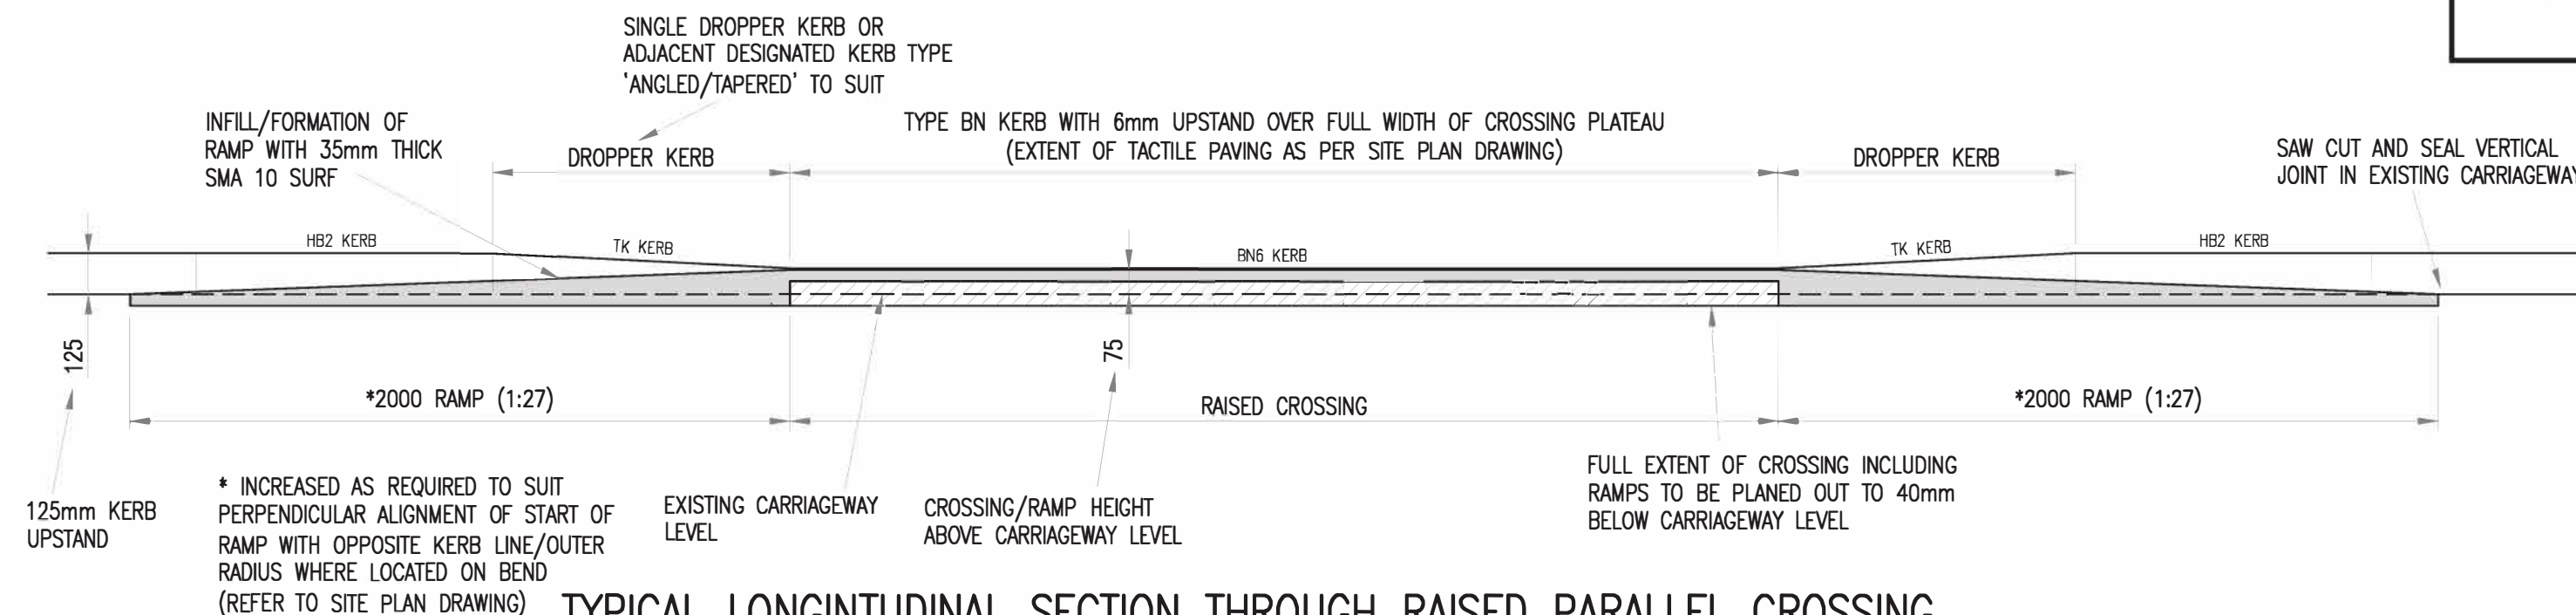 SINGLE DROPPER KERB OR
ADJACENT DESIGNATED KERB TYPE
'ANGLED/TAPERED' TO SUIT
INFILL/FORMATION OF
RAMP WITH 35mm THICK
SMA 10 SURF
DROPPER KERB
TYPE BN KERB WITH 6mm UPSTAND OVER FULL WIDTH OF CROSSING PLATEAU
(EXTENT OF TACTILE PAVING AS PER SITE PLAN DRAWING)
DROPPER KERB
SAW CUT AND SEAL VERTICAL
JOINT IN EXISTING CARRIAGEWAY
HB2 KERB
TK KERB
BN6 KERB
TK KERB
HB2 KERB
125
75
*2000 RAMP (1:27)
RAISED CROSSING
*2000 RAMP (1:27)
125mm KERB
UPSTAND
* INCREASED AS REQUIRED TO SUIT
PERPENDICULAR ALIGNMENT OF START OF
RAMP WITH OPPOSITE KERB LINE/OUTER
RADIUS WHERE LOCATED ON BEND
(REFER TO SITE PLAN DRAWING)
EXISTING CARRIAGEWAY
LEVEL
CROSSING/RAMP HEIGHT
ABOVE CARRIAGEWAY LEVEL
FULL EXTENT OF CROSSING INCLUDING
RAMPS TO BE PLANED OUT TO 40mm
BELOW CARRIAGEWAY LEVEL
TYPICAL LONGINTUDINAL SECTION THROUGH RAISED PARALLEL CROSSING